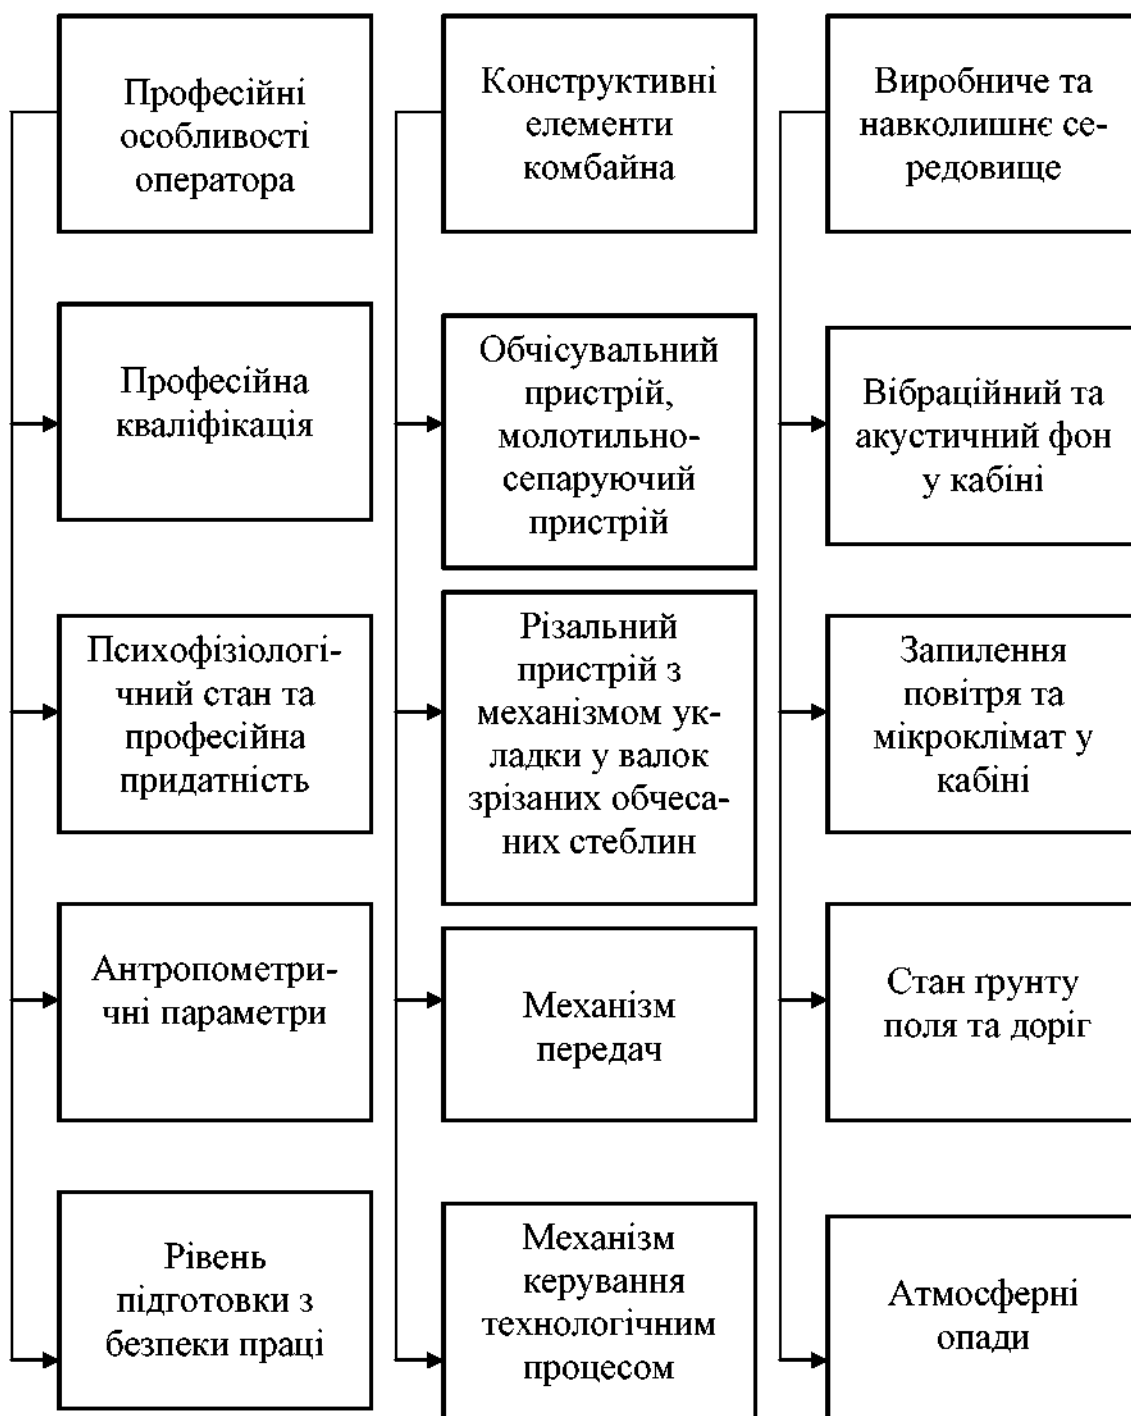 Професійні
особливості
оператора
Професійна
кваліфікація
Психофізіологі-
чний стан та
професійна
придатність
Антропометри-
чні параметри
Рівень
підготовки з
безпеки праці
Конструктивні
елементи
комбайна
Обчісувальний
пристрій,
молотильно-
сепаруючий
пристрій
Різальний
пристрій з
механізмом ук-
ладки у валок
зрізаних обчеса-
них стеблин
Механізм
передач
Механізм
керування
технологічним
процесом
Виробниче та
навколишнє се-
редовище
Вібраційний та
акустичний фон
у кабіні
Запилення
повітря та
мікроклімат у
кабіні
Стан ґрунту
поля та доріг
Атмосферні
опади